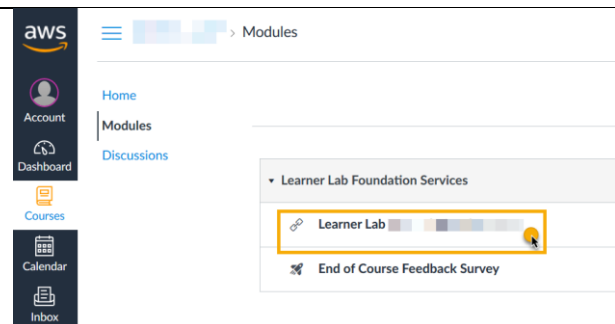 aws
> Modules
Account
Dashboard
Courses
Calendar
Inbox
Home
Modules
Discussions
Learner Lab Foundation Services
Learner Lab
End of Course Feedback Survey